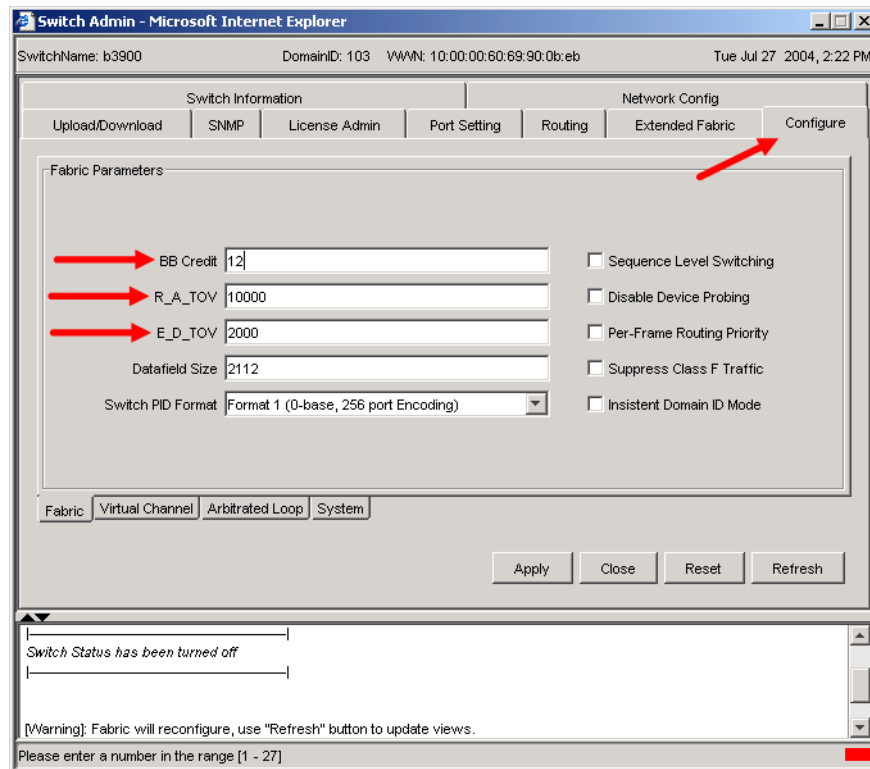 Switch Admin - Microsoft Internet Explorer
SwitchName: b3900 DomainID: 103 WWN: 10:00:00:60:69:90:0b:eb Tue Jul 27 2004, 2:22 PM
Switch Information Network Config
Upload/Download SNMP License Admin Port Setting Routing Extended Fabric Configure
Fabric Parameters
BB Credit 12 Sequence Level Switching
R_A_TOV 10000 Disable Device Probing
E_D_TOV 2000 Per-Frame Routing Priority
Datafield Size 2112 Suppress Class F Traffic
Switch PID Format Format 1 (0-base, 256 port Encoding) Insistent Domain ID Mode
Fabric Virtual Channel Arbitrated Loop System
Apply Close Reset Refresh
Switch Status has been turned off
[Warning]: Fabric will reconfigure, use "Refresh" button to update views.
Please enter a number in the range [1 - 27]